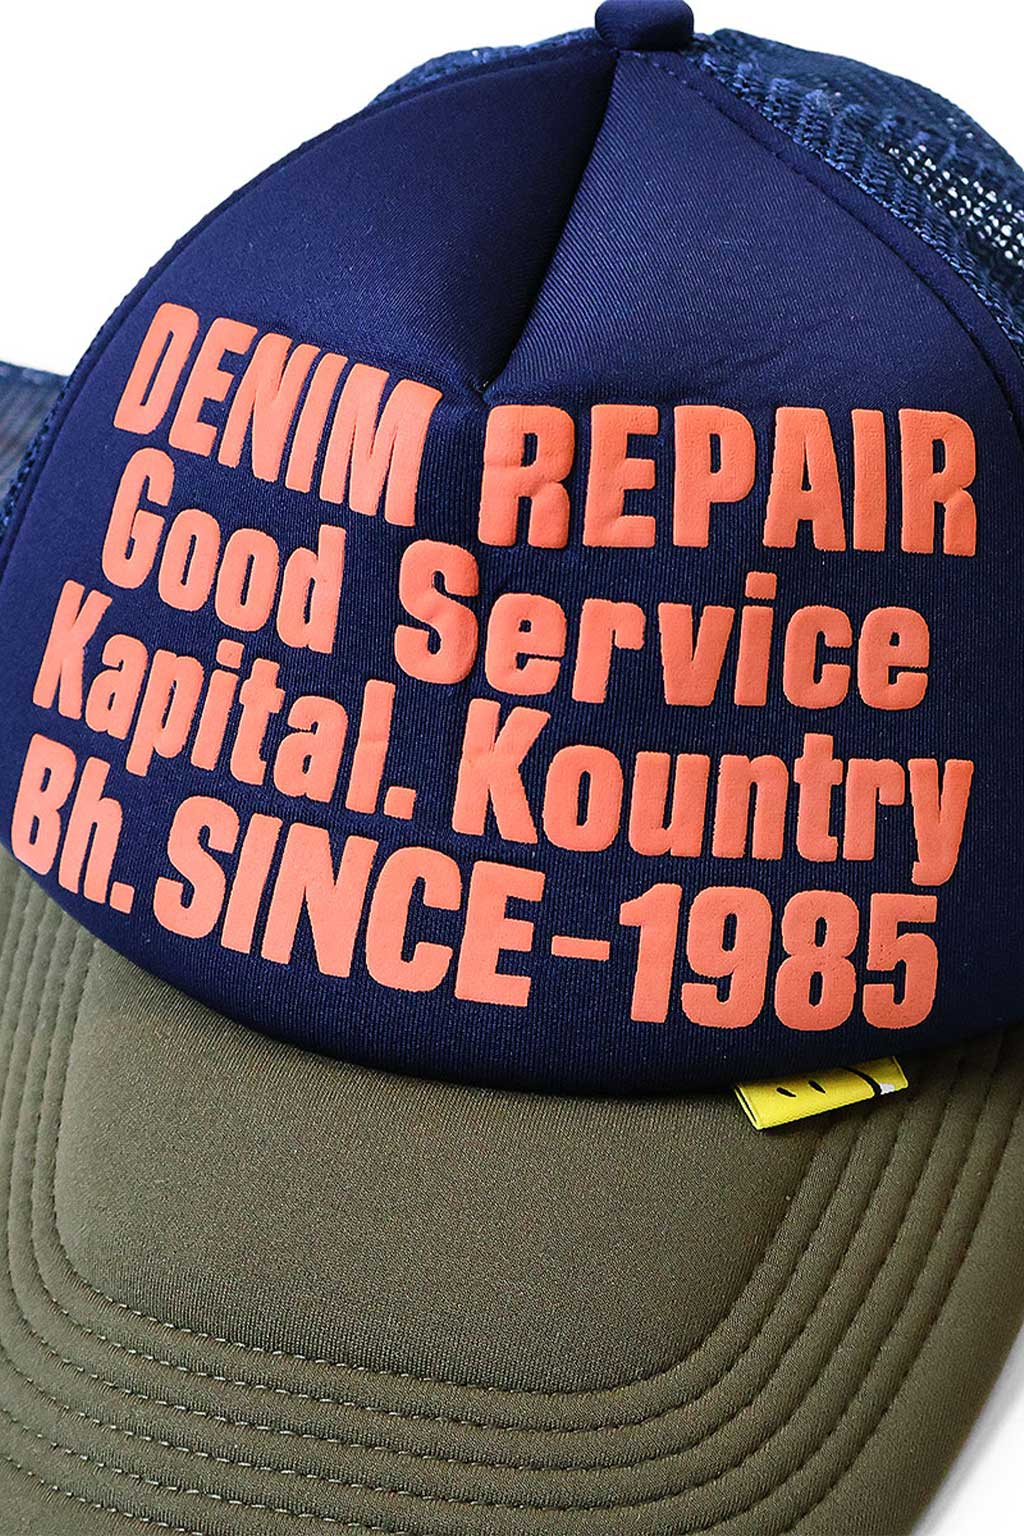 DENIM REPAIR
Good Service
Kapital. Kountry
Bh. SINCE-1985